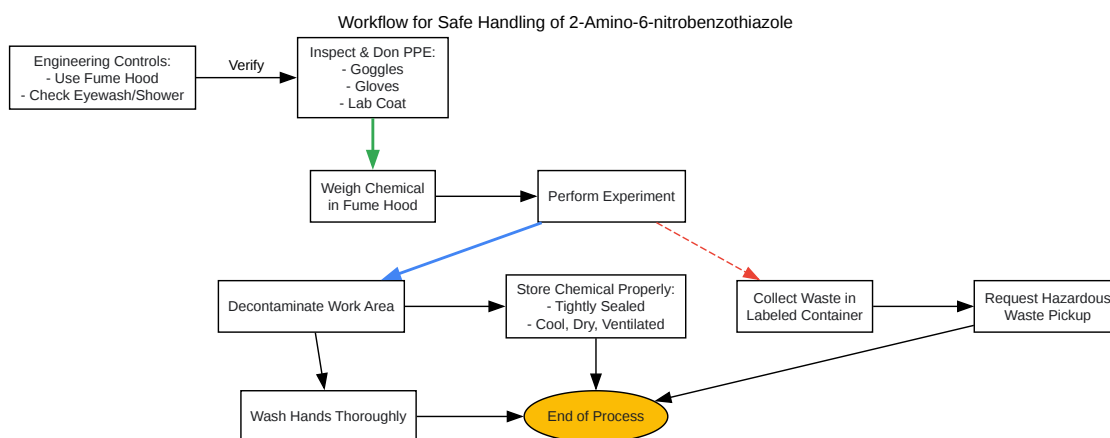 Workflow for Safe Handling of 2-Amino-6-nitrobenzothiazole
Engineering Controls:
- Use Fume Hood
- Check Eyewash/Shower
Verify
Inspect & Don PPE:
- Goggles
- Gloves
- Lab Coat
Weigh Chemical
in Fume Hood
Perform Experiment
Decontaminate Work Area
Store Chemical Properly:
- Tightly Sealed
- Cool, Dry, Ventilated
Collect Waste in
Labeled Container
Request Hazardous
Waste Pickup
Wash Hands Thoroughly
End of Process